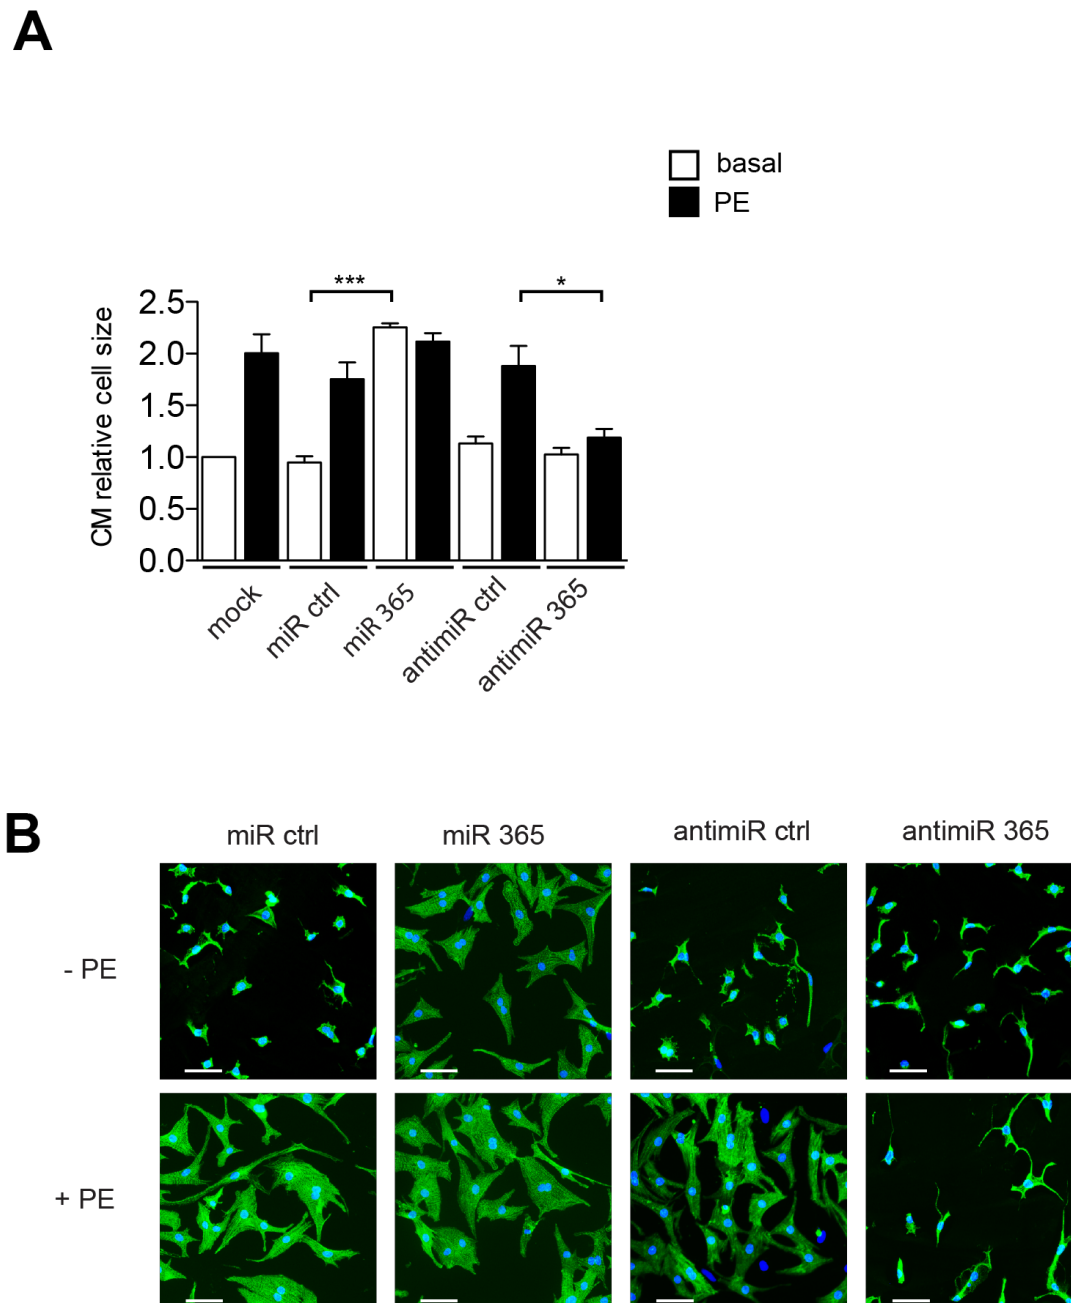 A
basal
PE
*** *
2.5
2.0
1.5
1.0
0.5
0.0
CM relative cell size
mock
miR ctrl
miR 365
antimiR ctrl
antimiR 365
B
miR ctrl miR 365 antimiR ctrl antimiR 365
- PE
+ PE